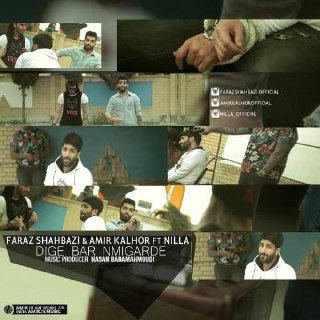 FARAZSHAHBAZI.OFFICIAL
AMIRKALHOROFFICIAL
NILLA_OFFICIAL
FARAZ SHAHBAZI & AMIR KALHOR FT NILLA
DIGE BAR NMIGARDE
MUSIC PRODUCER HASAN BABAMAHMOUDI